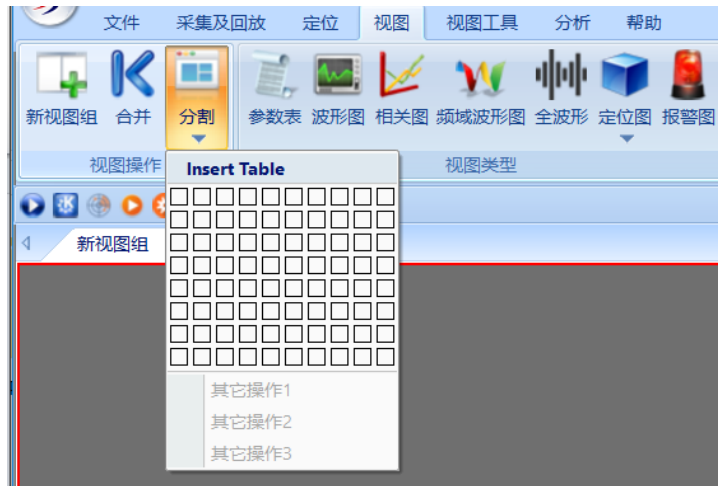 文件 采集及回放 定位 视图 视图工具 分析 帮助
新视图组 合并 分割 参数表 波形图 相关图 频域波形图 全波形 定位图 报警图
视图操作 视图类型
Insert Table
新视图组
其它操作1
其它操作2
其它操作3